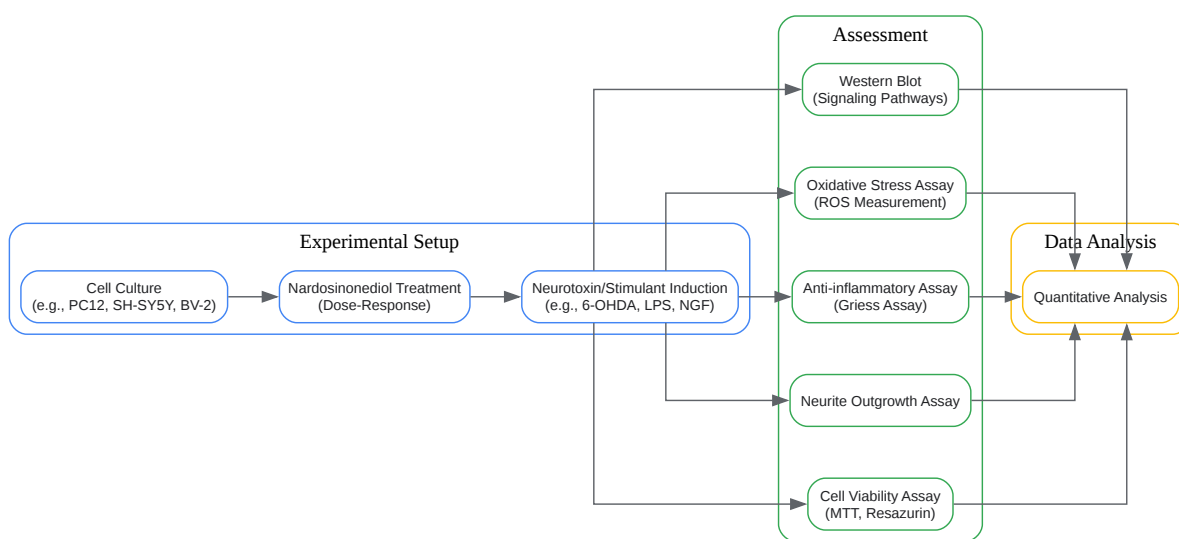 Experimental Setup
Cell Culture
(e.g., PC12, SH-SY5Y, BV-2)
Nardosinonediol Treatment
(Dose-Response)
Neurotoxin/Stimulant Induction
(e.g., 6-OHDA, LPS, NGF)
Assessment
Western Blot
(Signaling Pathways)
Oxidative Stress Assay
(ROS Measurement)
Anti-inflammatory Assay
(Griess Assay)
Neurite Outgrowth Assay
Cell Viability Assay
(MTT, Resazurin)
Data Analysis
Quantitative Analysis